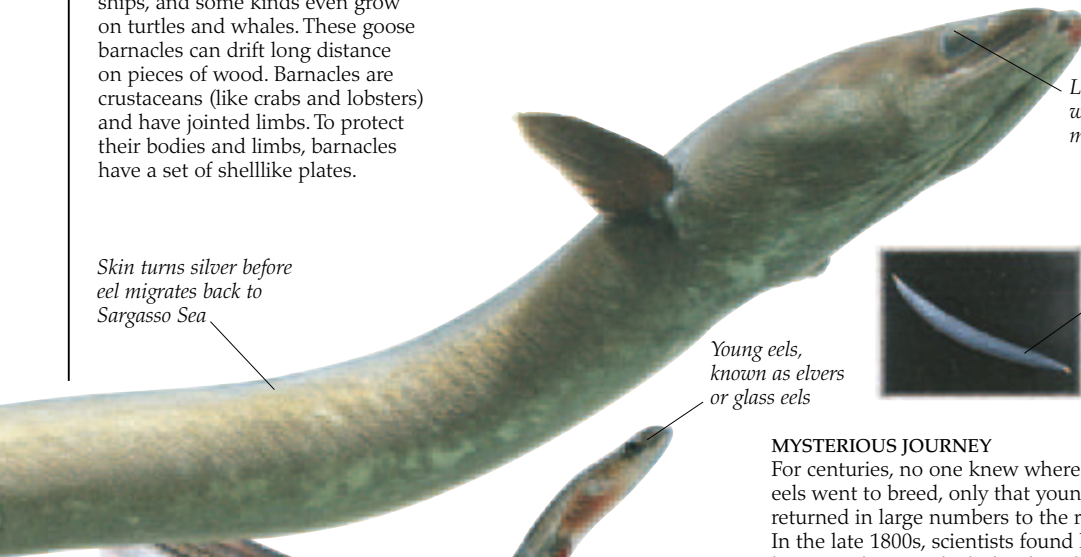 ships, and some kinds even grow
on turtles and whales. These goose
barnacles can drift long distance
on pieces of wood. Barnacles are
crustaceans (like crabs and lobsters)
and have jointed limbs. To protect
their bodies and limbs, barnacles
have a set of shelllike plates.
Skin turns silver before
eel migrates back to
Sargasso Sea
Young eels,
known as elvers
or glass eels
MYSTERIOUS JOURNEY
For centuries, no one knew where
eels went to breed, only that youn
returned in large numbers to the r
In the late 1800s, scientists found